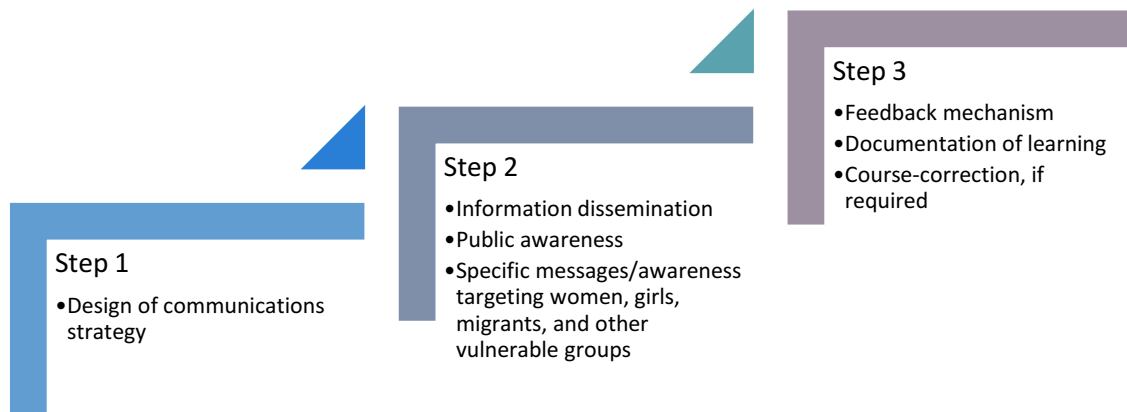 Step 1
•Design of communications
strategy
Step 2
•Information dissemination
•Public awareness
•Specific messages/awareness
targeting women, girls,
migrants, and other
vulnerable groups
Step 3
•Feedback mechanism
•Documentation of learning
•Course-correction, if
required